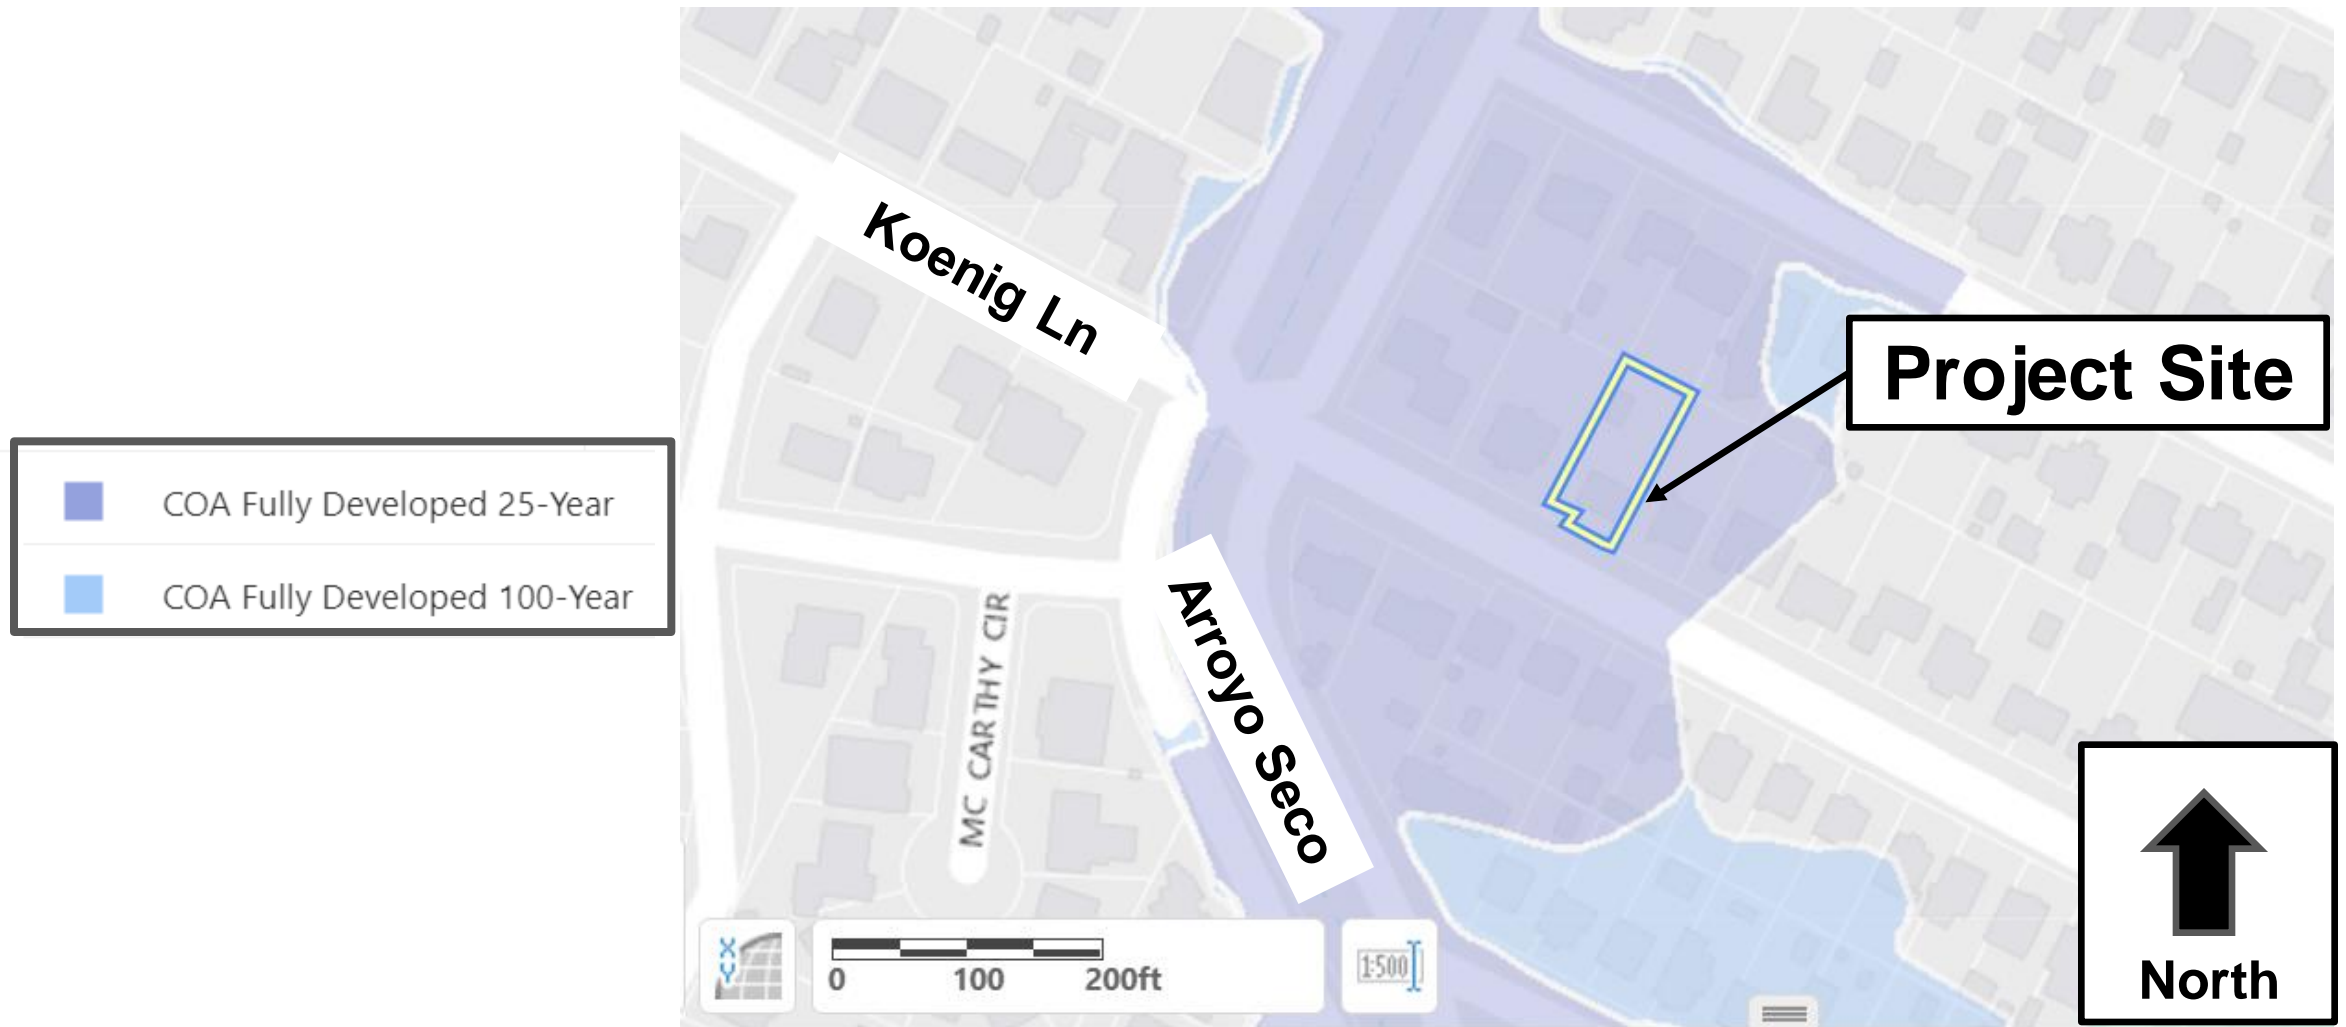 Koenig Ln
Project Site
COA Fully Developed 25-Year
COA Fully Developed 100-Year
MC CARTHY CIR
Arroyo Seco
X
Y
0 100 200ft
1:500
North